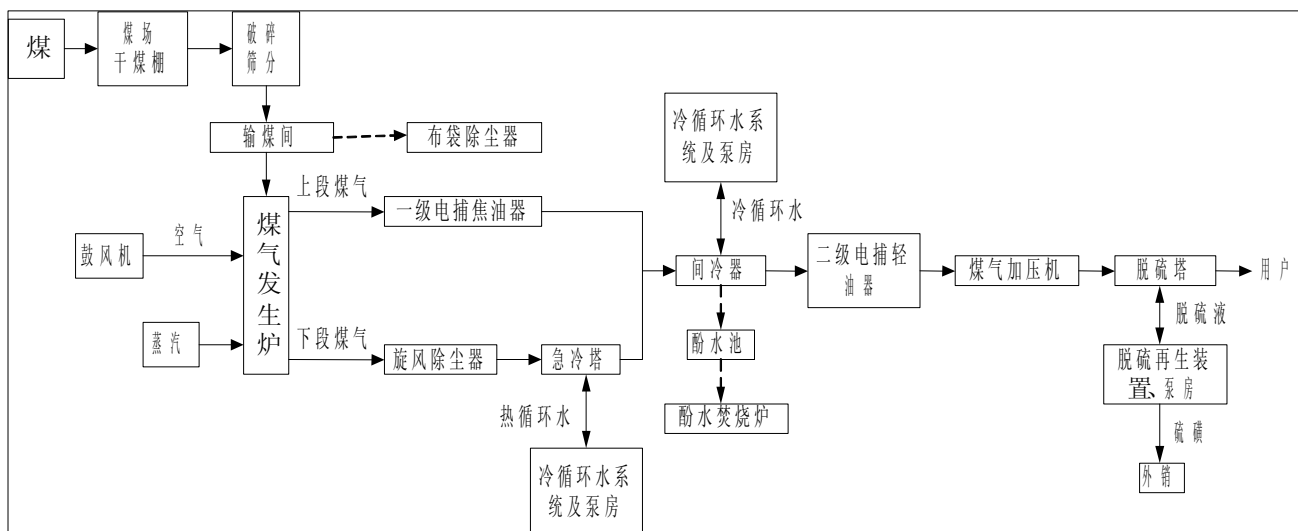 煤
煤场
干煤棚
破碎
筛分
输煤间
布袋除尘器
冷循环水系
统及泵房
冷循环水
上段煤气
一级电捕焦油器
鼓风机
空气
煤气发生炉
间冷器
二级电捕轻
油器
煤气加压机
脱硫塔
用户
脱硫液
蒸汽
下段煤气
旋风除尘器
急冷塔
酚水池
脱硫再生装
置、泵房
热循环水
酚水焚烧炉
硫磺
冷循环水系
统及泵房
外销